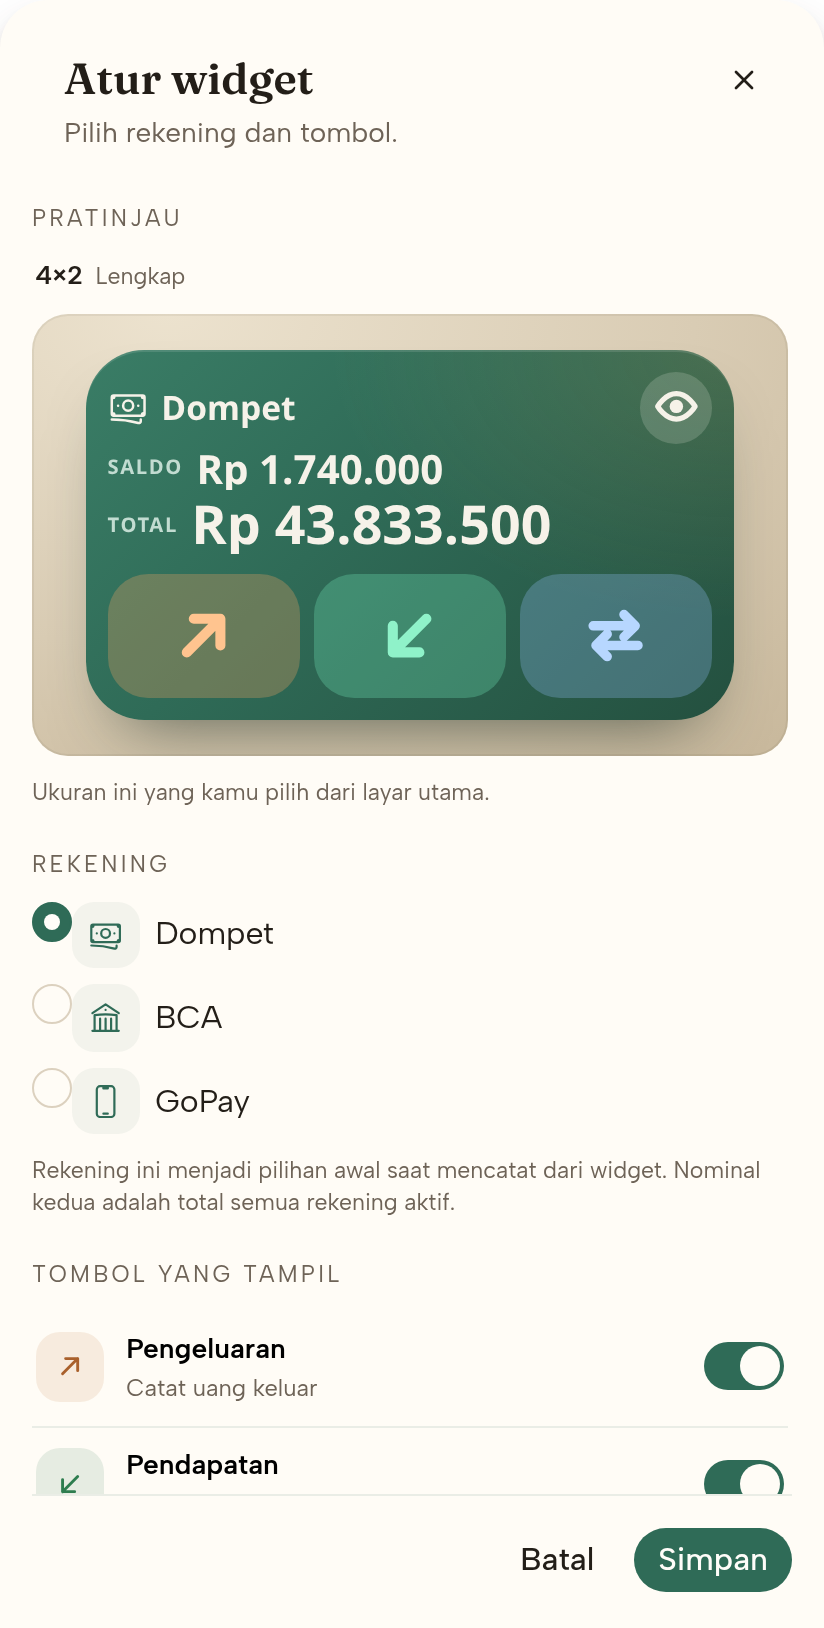 Atur widget
Pilih rekening dan tombol.
PRATINJAU
4×2 Lengkap
Dompet
SALDO Rp 1.740.000
TOTAL Rp 43.833.500
Ukuran ini yang kamu pilih dari layar utama.
REKENING
Dompet
BCA
GoPay
Rekening ini menjadi pilihan awal saat mencatat dari widget. Nominal
kedua adalah total semua rekening aktif.
TOMBOL YANG TAMPIL
Pengeluaran
Catat uang keluar
Pendapatan
Batal Simpan